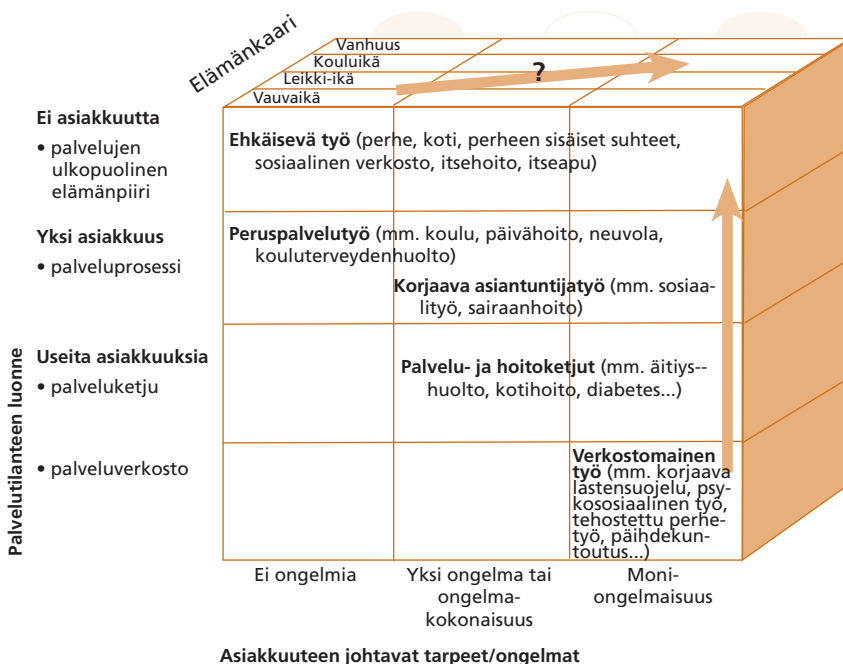 Elämänkaari
Vanhuus
Kouluikä
Leikki-ikä
Vauvaikä
?
Palvelutilanteen luonne
Ei asiakkuutta
• palvelujen
ulkopuolinen
elämänpiiri
Ehkäisevä työ (perhe, koti, perheen sisäiset suhteet,
sosiaalinen verkosto, itsehoito, itseapu)
Yksi asiakkuus
• palveluprosessi
Peruspalvelutyö (mm. koulu, päivähoito, neuvola,
kouluterveydenhuolto)
Korjaava asiantuntijatyö (mm. sosiaa-
lityö, sairaanhoito)
Useita asiakkuuksia
• palveluketju
Palvelu- ja hoitoketjut (mm. äitiys--
huolto, kotihoito, diabetes...)
• palveluverkosto
Verkostomainen
työ (mm. korjaava
lastensuojelu, psy-
kososiaalinen työ,
tehostettu perhe-
työ, päihdekun-
toutus...)
Ei ongelmia
Yksi ongelma tai
ongelma-
kokonaisuus
Moni-
ongelmaisuus
Asiakkuuteen johtavat tarpeet/ongelmat